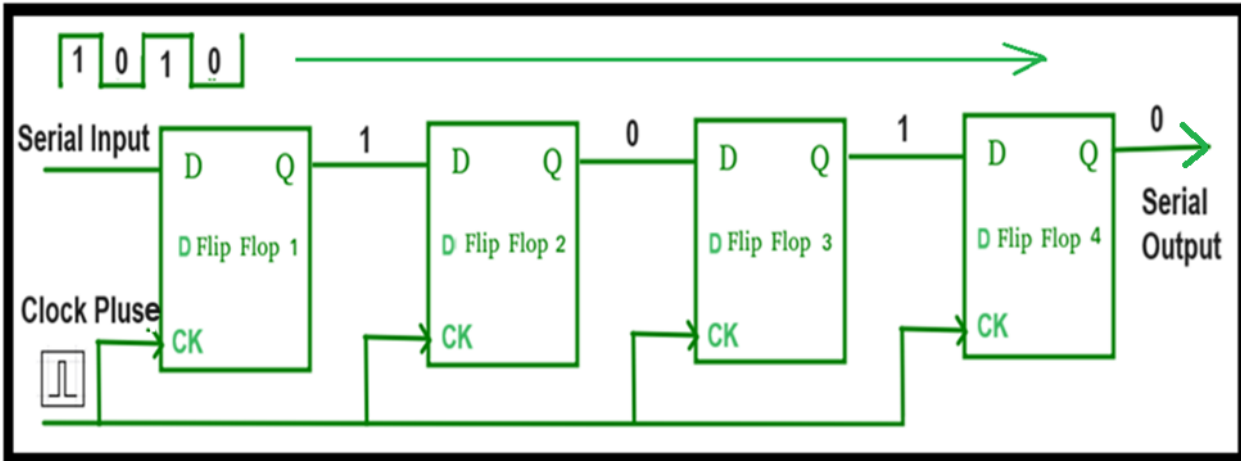 1 0 1 0
Serial Input
1
0
1
0
D Q
D Q
D Q
D Q
Serial
Output
D Flip Flop 1
D Flip Flop 2
D Flip Flop 3
D Flip Flop 4
Clock Pluse
CK
CK
CK
CK